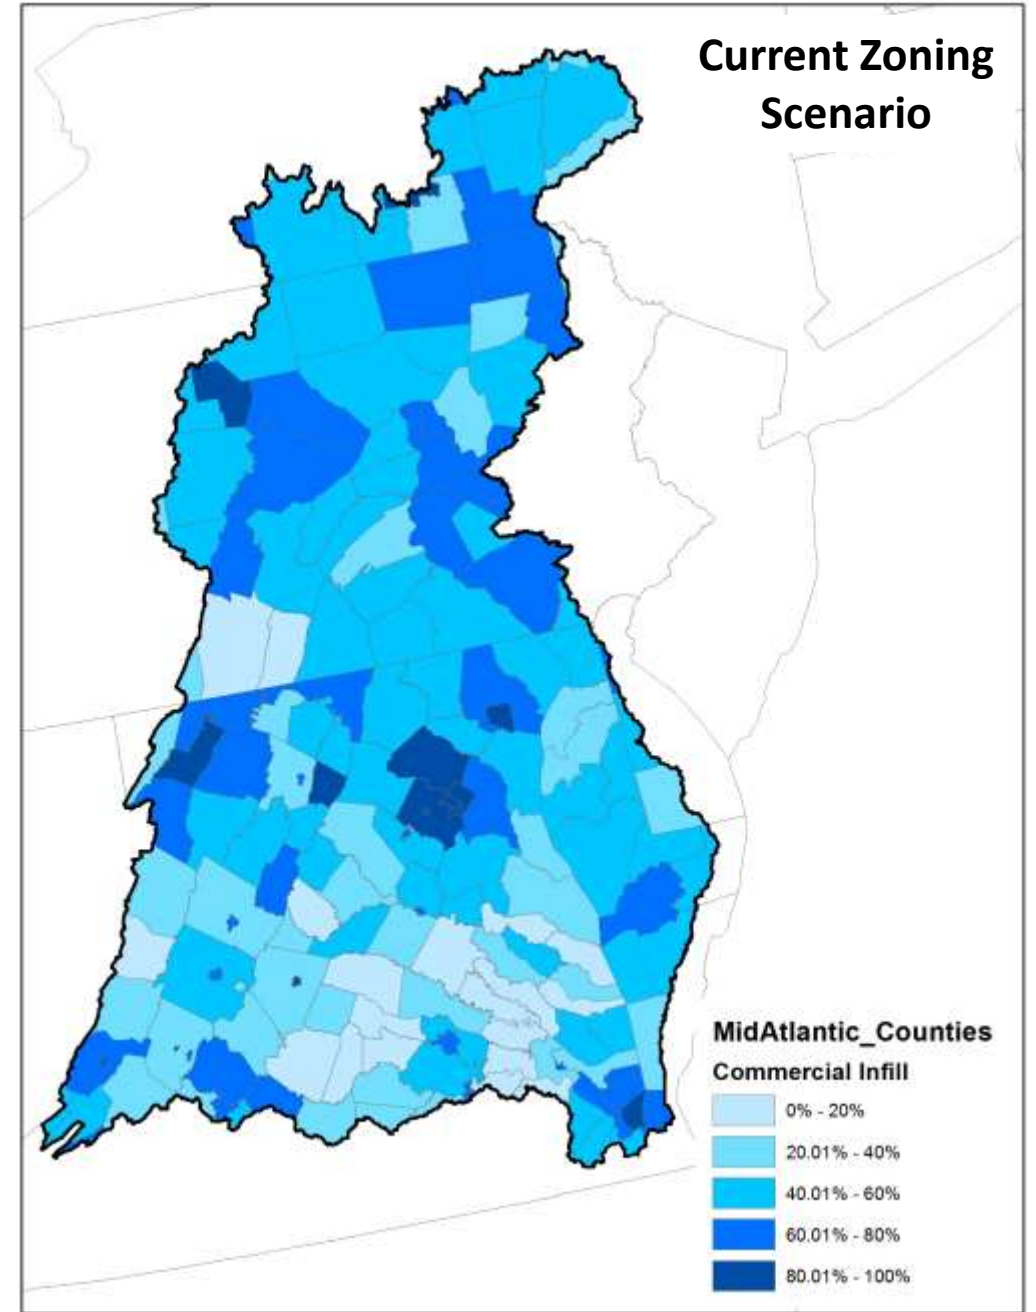 Current Zoning
Scenario
MidAtlantic_Counties
Commercial Infill
0% - 20%
20.01% - 40%
40.01% - 60%
60.01% - 80%
80.01% - 100%